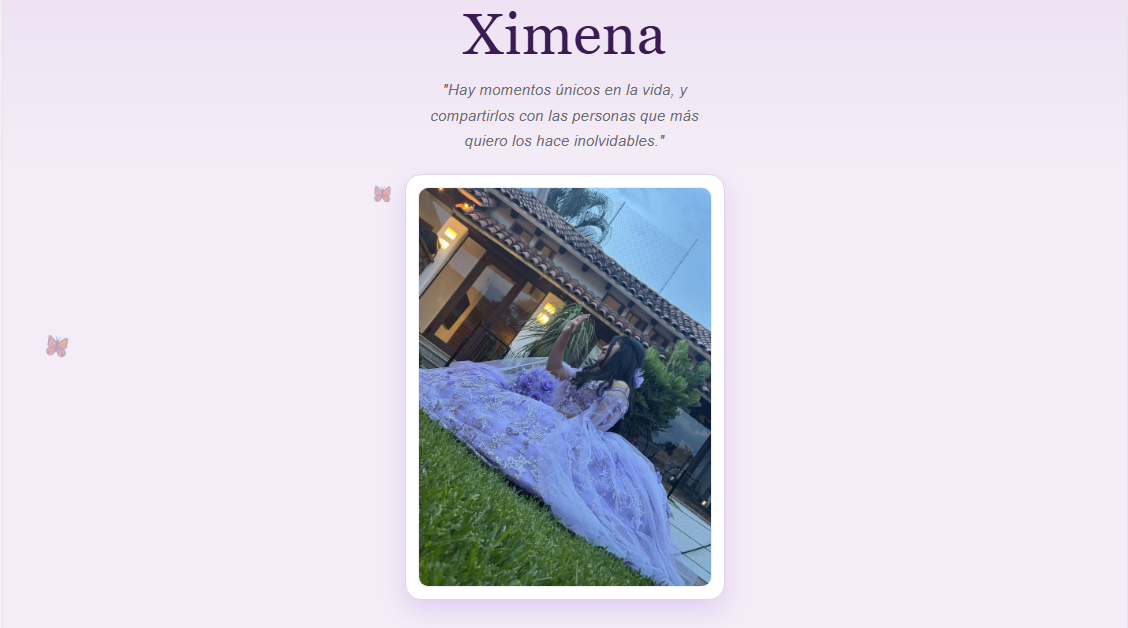 Ximena
"Hay momentos únicos en la vida, y
compartirlos con las personas que más
quiero los hace inolvidables."